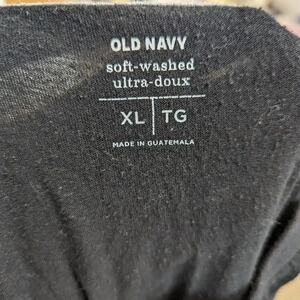 OLD NAVY
soft-washed
ultra-doux
XL | TG
MADE IN GUATEMALA